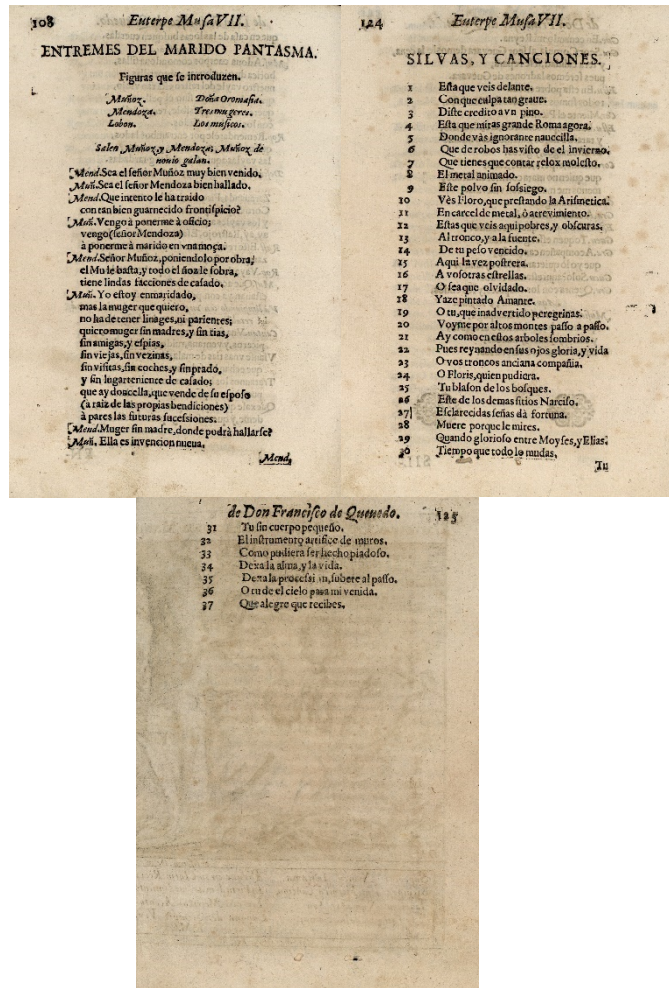 108 Euterpe Musa VII.
ENTREMES DEL MARIDO PANTASMA.
Figuras que se introduzen.
Muñoz. Doña Oromasia.
Mendoza. Tres mugeres.
Lobon. Los musicos.
Salen Muñoz, y Mendoza; Muñoz de
nouio galan.
Mend. Sea el señor Muñoz muy bien venido.
Muñ. Sea el señor Mendoza bien hallado.
Mend. Que intento le ha traido
con tan bien guarnecido frontispicio?
Muñ. Vengo à ponerme à oficio;
vengo (señor Mendoza)
à ponerme à marido en vna moça.
Mend. Señor Muñoz, poniendolo por obra,
el Mu le basta, y todo el ñoz le sobra,
tiene lindas facciones de casado.
Muñ. Yo estoy enmaridado,
mas la muger que quiero,
no ha de tener linages, ni parientes;
quiero muger sin madres, y sin tias,
sin amigas, y espias,
sin viejas, sin vezinas,
sin visitas, sin coches, y sin prado,
y sin lugarteniente de casado;
que ay doncella, que vende de su esposo
(à raiz de las propias bendiciones)
à pares las futuras sucessiones.
Mend. Muger sin madre, donde podrà hallarse?
Muñ. Ella es invencion nueua.
Mend,
124 Euterpe Musa VII.
SILVAS, Y CANCIONES.
1 Esta que veis delante.
2 Con que culpa tan graue.
3 Diste credito a vn pino.
4 Esta que miras grande Roma agora.
5 Donde vàs ignorante nauecilla.
6 Que de robos has visto de el invierno.
7 Que tienes que contar relox molesto.
8 El metal animado.
9 Este polvo sin sossiego.
10 Vès Floro, que prestando la Arismetica.
11 En carcel de metal, ò atrevimiento.
12 Estas que veis aqui pobres, y obscuras.
13 Al tronco, y a la fuente.
14 De tu peso vencido.
15 Aqui la vez postrera.
16 A vosotras estrellas.
17 O sea que olvidado.
18 Yaze pintado Amante.
19 O tu, que inadvertido peregrinas.
20 Voyme por altos montes passo a passo.
21 Ay como en estos arboles sombrios.
22 Pues reynando en sus ojos gloria, y vida
23 O vos troncos anciana compañia.
24 O Floris, quien pudiera.
25 Tu blason de los bosques.
26 Este de los demas sitios Narciso.
27 Esclarecidas señas dà fortuna.
28 Muere porque le mires.
29 Quando glorioso entre Moyses, y Elias.
30 Tiempo que todo lo mudas.
Tu
de Don Francisco de Queuedo. 125
31 Tu sin cuerpo pequeño.
32 El instrumento artifice de muros.
33 Como pudiera ser hecho piadoso.
34 Dexa la alma, y la vida.
35 Dexa la procession, subete al passo.
36 O tu de el cielo para mi venida.
37 Que alegre que recibes.